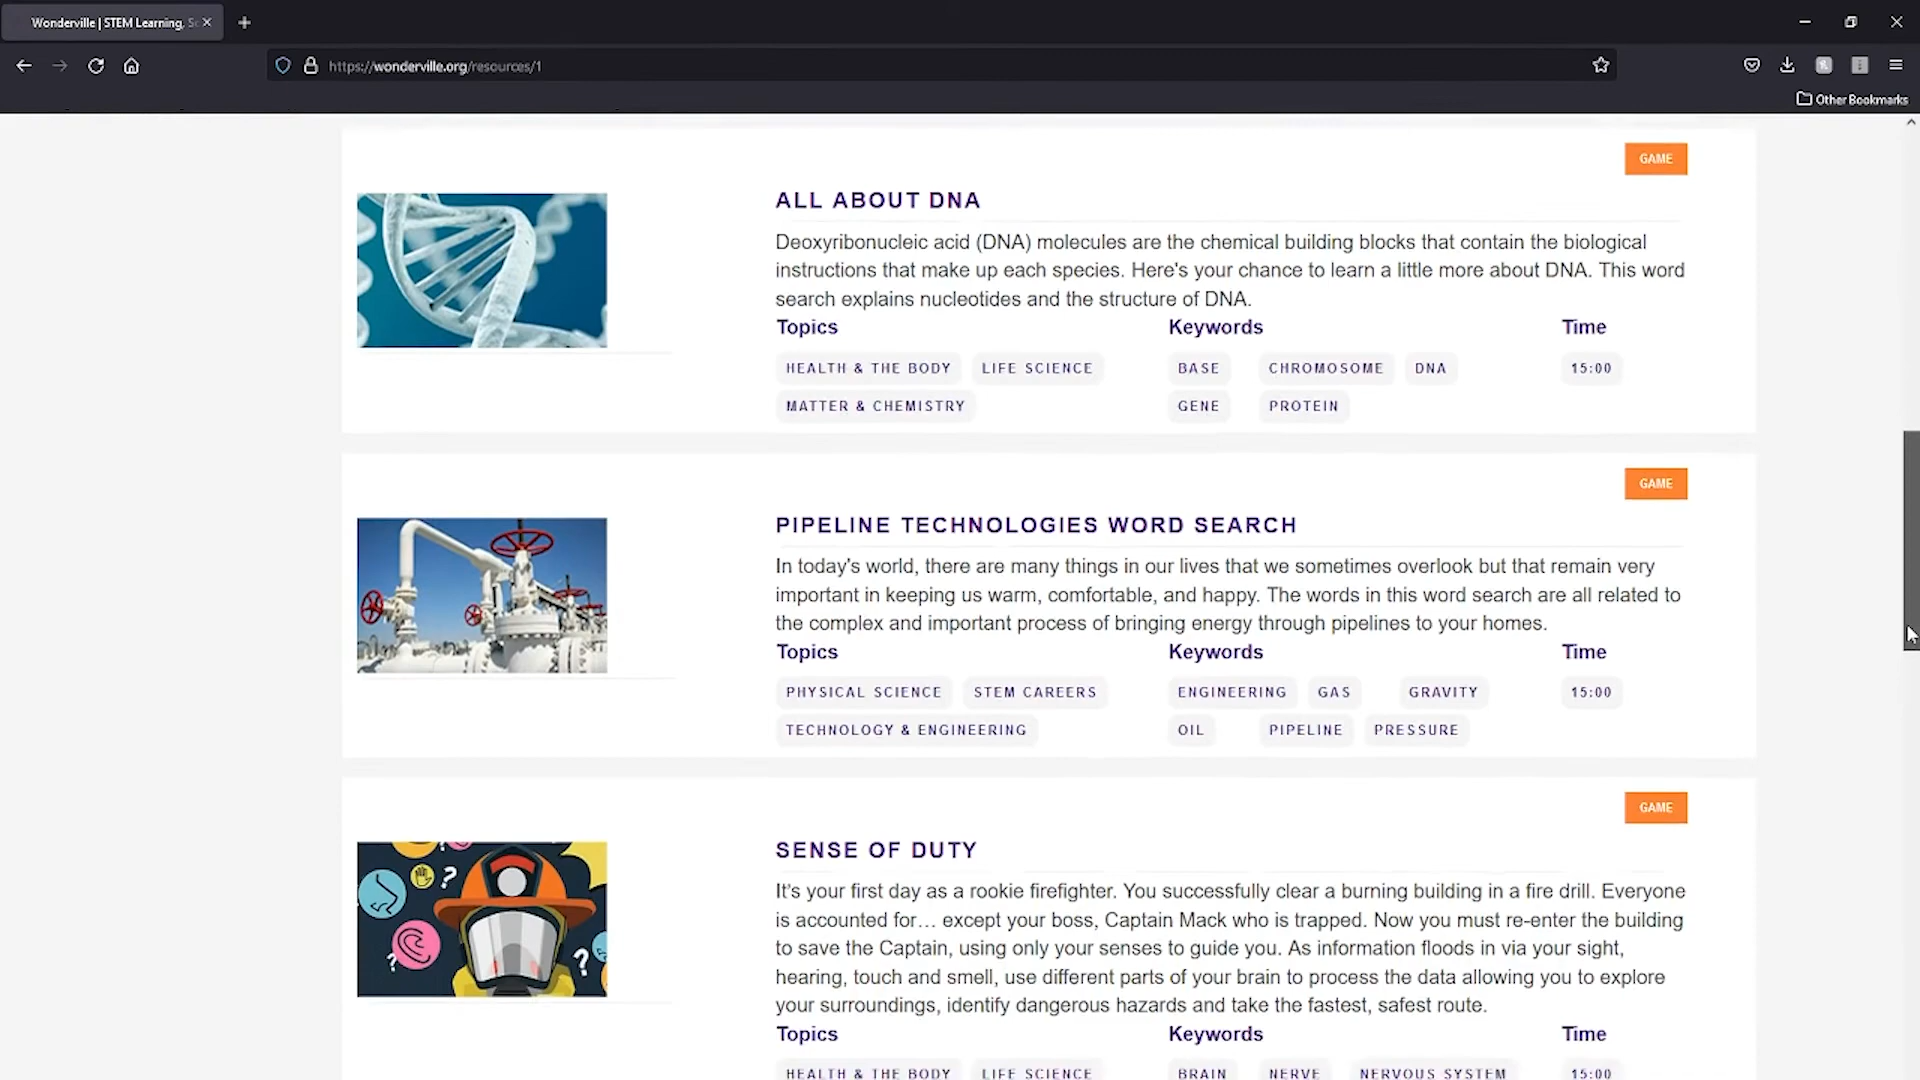 Wonderville | STEM Learning, Sc
https://wonderville.org/resources/1
Other Bookmarks
GAME
ALL ABOUT DNA
Deoxyribonucleic acid (DNA) molecules are the chemical building blocks that contain the biological
instructions that make up each species. Here's your chance to learn a little more about DNA. This word
search explains nucleotides and the structure of DNA.
Topics Keywords Time
HEALTH & THE BODY LIFE SCIENCE BASE CHROMOSOME DNA 15:00
MATTER & CHEMISTRY GENE PROTEIN
GAME
PIPELINE TECHNOLOGIES WORD SEARCH
In today's world, there are many things in our lives that we sometimes overlook but that remain very
important in keeping us warm, comfortable, and happy. The words in this word search are all related to
the complex and important process of bringing energy through pipelines to your homes.
Topics Keywords Time
PHYSICAL SCIENCE STEM CAREERS ENGINEERING GAS GRAVITY 15:00
TECHNOLOGY & ENGINEERING OIL PIPELINE PRESSURE
GAME
SENSE OF DUTY
It's your first day as a rookie firefighter. You successfully clear a burning building in a fire drill. Everyone
is accounted for… except your boss, Captain Mack who is trapped. Now you must re-enter the building
to save the Captain, using only your senses to guide you. As information floods in via your sight,
hearing, touch and smell, use different parts of your brain to process the data allowing you to explore
your surroundings, identify dangerous hazards and take the fastest, safest route.
Topics Keywords Time
HEALTH & THE BODY LIFE SCIENCE BRAIN NERVE NERVOUS SYSTEM 15:00